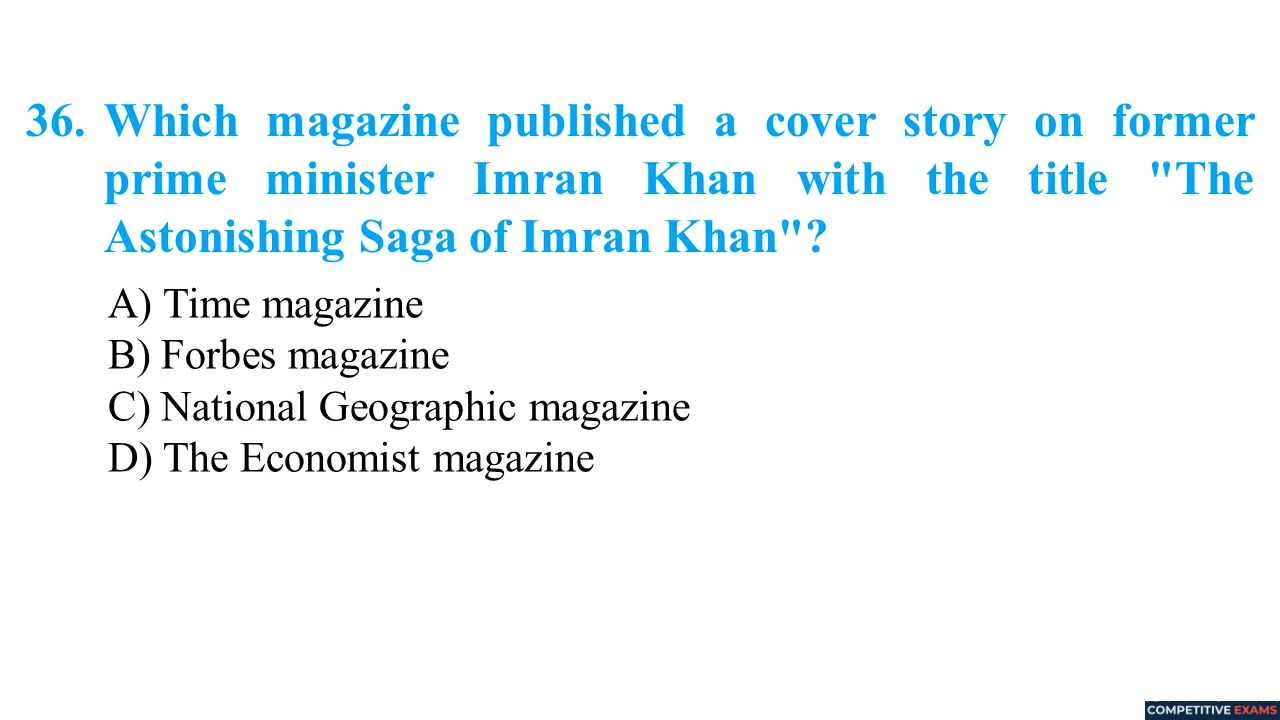 36. Which magazine published a cover story on former
prime minister Imran Khan with the title "The
Astonishing Saga of Imran Khan"?
A) Time magazine
B) Forbes magazine
C) National Geographic magazine
D) The Economist magazine
COMPETITIVE EXAMS